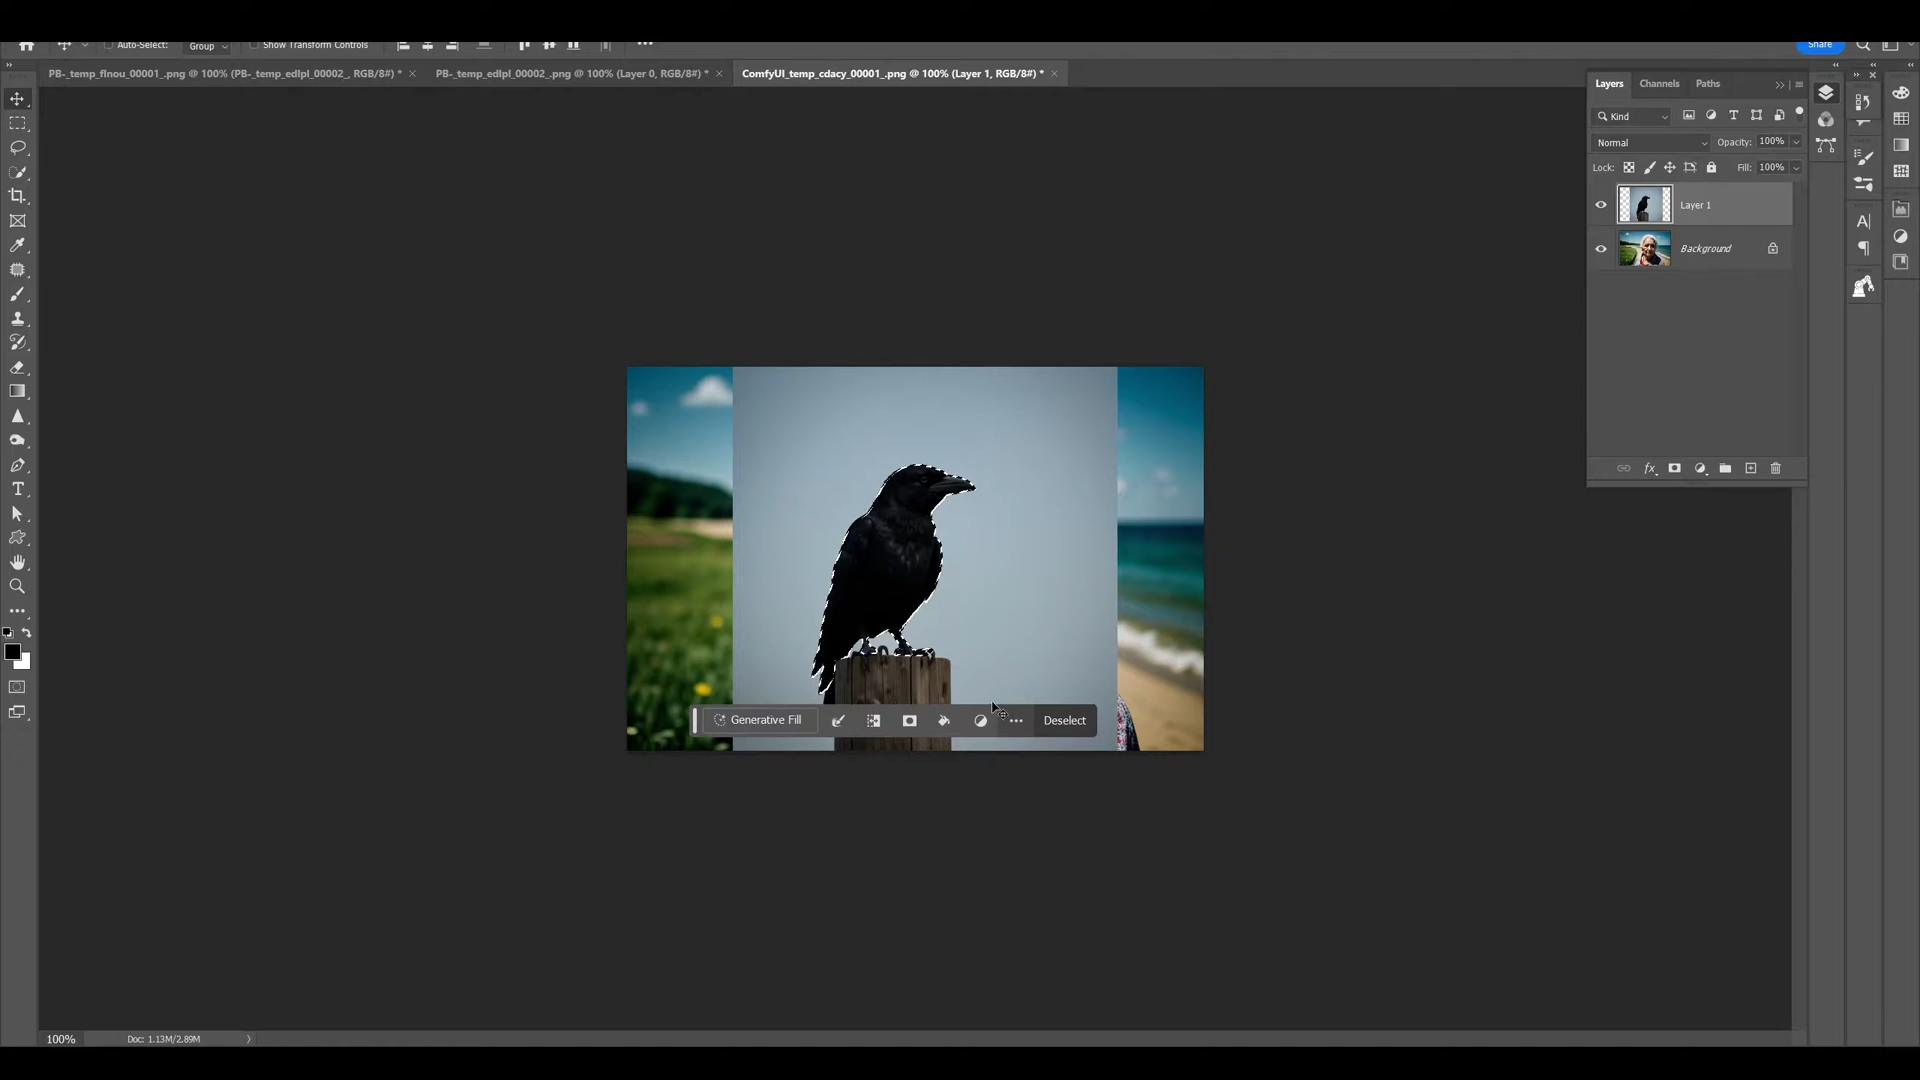 Auto-Select: Group Show Transform Controls Share
PB-_temp_flnou_00001_.png @ 100% (PB-_temp_edlpl_00002_, RGB/8#) *
PB-_temp_edlpl_00002_.png @ 100% (Layer 0, RGB/8#) *
ComfyUI_temp_cdacy_00001_.png @ 100% (Layer 1, RGB/8#) *
Layers Channels Paths
Kind
Normal Opacity: 100%
Lock: Fill: 100%
Layer 1
Background
Generative Fill Deselect
100% Doc: 1.13M/2.89M